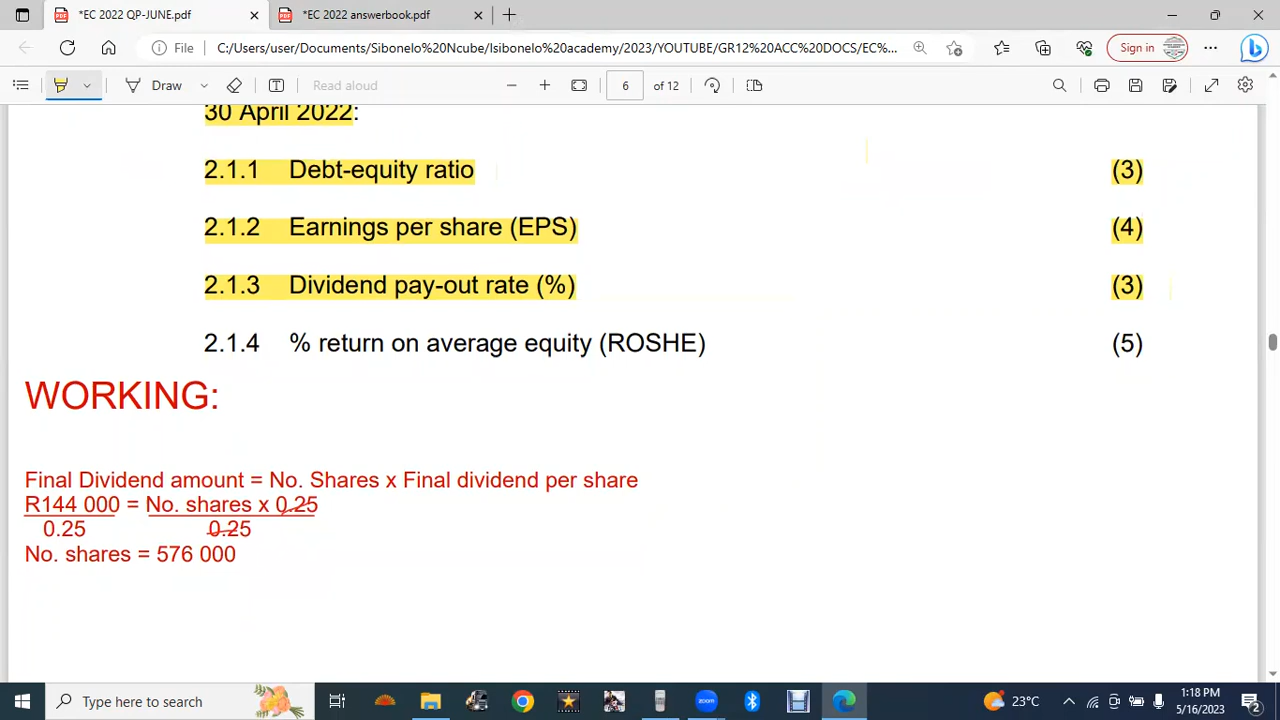 *EC 2022 QP-JUNE.pdf
*EC 2022 answerbook.pdf
File
C:/Users/user/Documents/Sibonelo%20Ncube/Isibonelo%20academy/2023/YOUTUBE/GR12%20ACC%20DOCS/EC%...
Sign in
Draw
Read aloud
6 of 12
30 April 2022:
2.1.1 Debt-equity ratio (3)
2.1.2 Earnings per share (EPS) (4)
2.1.3 Dividend pay-out rate (%) (3)
2.1.4 % return on average equity (ROSHE) (5)
WORKING:
Final Dividend amount = No. Shares x Final dividend per share
R144 000 = No. shares x 0.25
0.25 0.25
No. shares = 576 000
Type here to search
zoom
23°C
1:18 PM
5/16/2023
2